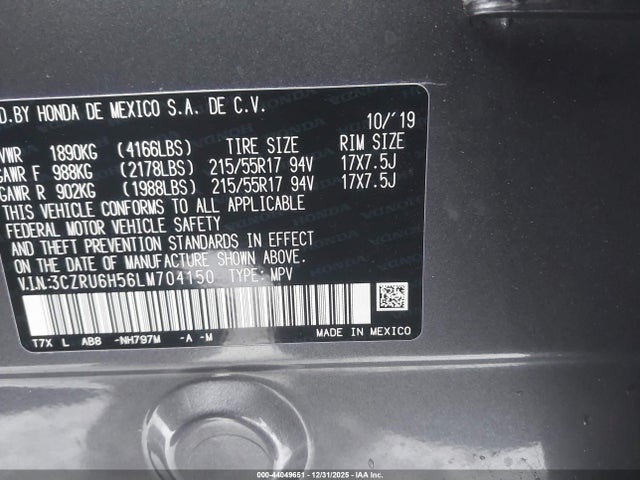 D.BY HONDA DE MEXICO S.A. DE C.V.
10/'19
VWR 1890KG (4166LBS) TIRE SIZE RIM SIZE
GAWR F 988KG (2178LBS) 215/55R17 94V 17X7.5J
GAWR R 902KG (1988LBS) 215/55R17 94V 17X7.5J
THIS VEHICLE CONFORMS TO ALL APPLICABLE
FEDERAL MOTOR VEHICLE SAFETY
AND THEFT PREVENTION STANDARDS IN EFFECT
ON THE DATE OF MANUFACTURE SHOWN ABOVE.
V.I.N:3CZRU6H56LM704150 TYPE: MPV
T7X L AB8 -NH797M -A -M
MADE IN MEXICO
000-44049651 - 12/31/2025 - © 2025 Copyright IAA, LLC